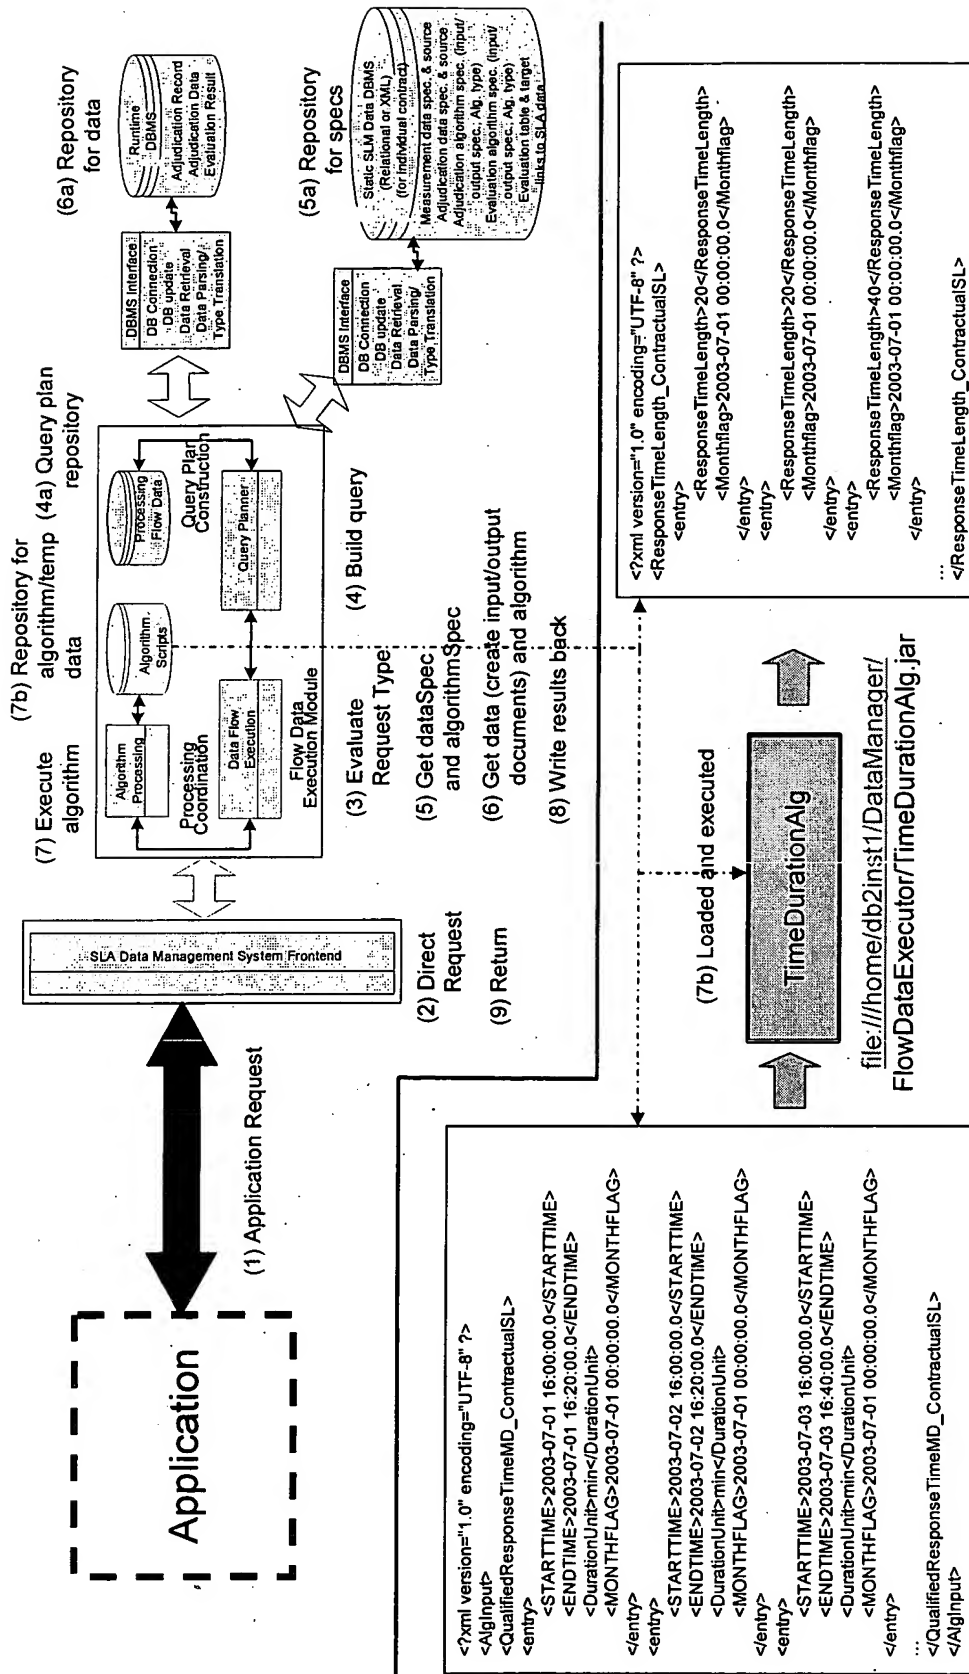 Application
(1) Application Request
SLA Data Management System Frontend
(2) Direct
Request
(9) Return
(7) Execute
algorithm
(7b) Repository for
algorithm/temp
data
(4a) Query plan
repository
Algorithm
Processing
Algorithm
Scripts
Processing
Flow Data
Processing
Coordination
Query Plan
Construction
Data Flow
Execution
Query Planner
Flow Data
Execution Module
(3) Evaluate
Request Type
(4) Build query
(5) Get dataSpec
and algorithmSpec
(6) Get data (create input/output
documents) and algorithm
(8) Write results back
(6a) Repository
for data
DBMS Interface
DB Connection
DB update
Data Retrieval
Data Parsing/
Type Translation
Runtime
DBMS
Adjudication Record
Adjudication Data
Evaluation Result
(5a) Repository
for specs
DBMS Interface
DB Connection
DB update
Data Retrieval
Data Parsing/
Type Translation
Static SLM Data DBMS
(Relational or XML)
(for individual contract)
Measurement data spec. & source
Adjudication data spec. & source
Adjudication algorithm spec. (input/
output spec., Alg. type)
Evaluation algorithm spec. (input/
output spec., Alg. type)
Evaluation table & target
links to SLA data
<?xml version="1.0" encoding="UTF-8" ?>
<AlgInput>
<QualifiedResponseTimeMD_ContractualSL>
<entry>
<STARTTIME>2003-07-01 16:00:00.0</STARTTIME>
<ENDTIME>2003-07-01 16:20:00.0</ENDTIME>
<DurationUnit>min</DurationUnit>
<MONTHFLAG>2003-07-01 00:00:00.0</MONTHFLAG>
</entry>
<entry>
<STARTTIME>2003-07-02 16:00:00.0</STARTTIME>
<ENDTIME>2003-07-02 16:20:00.0</ENDTIME>
<DurationUnit>min</DurationUnit>
<MONTHFLAG>2003-07-01 00:00:00.0</MONTHFLAG>
</entry>
<entry>
<STARTTIME>2003-07-03 16:00:00.0</STARTTIME>
<ENDTIME>2003-07-03 16:40:00.0</ENDTIME>
<DurationUnit>min</DurationUnit>
<MONTHFLAG>2003-07-01 00:00:00.0</MONTHFLAG>
</entry>
...
</QualifiedResponseTimeMD_ContractualSL>
</AlgInput>
(7b) Loaded and executed
TimeDurationAlg
file:///home/db2inst1/DataManager/
FlowDataExecutor/TimeDurationAlg.jar
<?xml version="1.0" encoding="UTF-8" ?>
<ResponseTimeLength_ContractualSL>
<entry>
<ResponseTimeLength>20</ResponseTimeLength>
<Monthflag>2003-07-01 00:00:00.0</Monthflag>
</entry>
<entry>
<ResponseTimeLength>20</ResponseTimeLength>
<Monthflag>2003-07-01 00:00:00.0</Monthflag>
</entry>
<entry>
<ResponseTimeLength>40</ResponseTimeLength>
<Monthflag>2003-07-01 00:00:00.0</Monthflag>
</entry>
...
</ResponseTimeLength_ContractualSL>